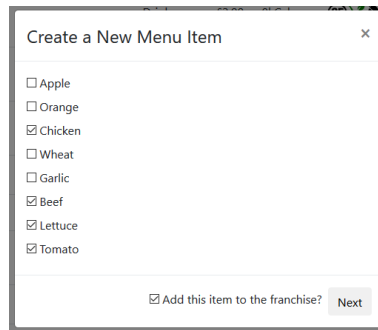 Create a New Menu Item ×
Apple
Orange
Chicken
Wheat
Garlic
Beef
Lettuce
Tomato
Add this item to the franchise? Next